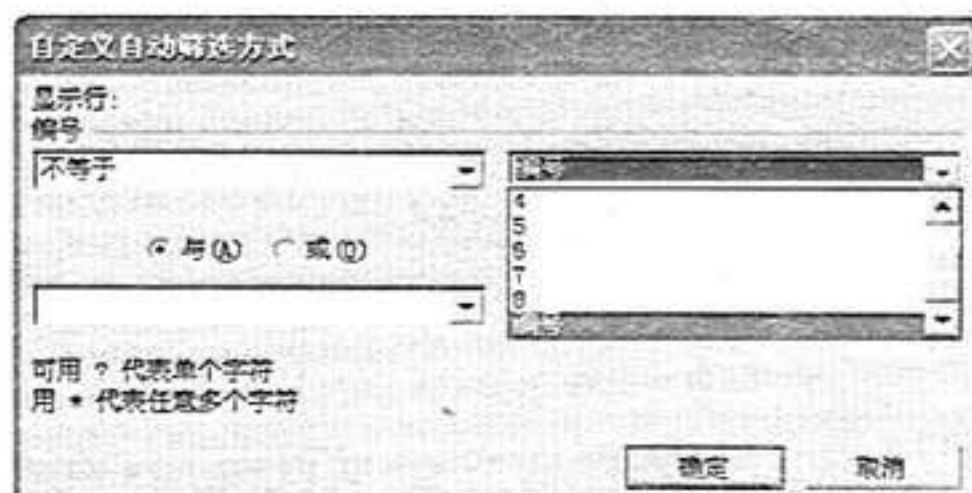 自定义自动筛选方式
显示行:
编号
不等于
编号
4
5
6
7
8
编号
与(A) 或(O)
可用 ? 代表单个字符
用 * 代表任意多个字符
确定 取消